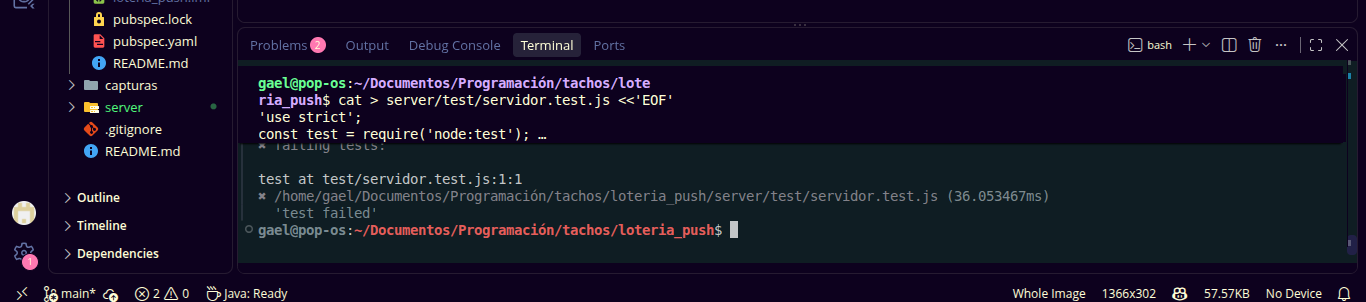 pubspec.lock
pubspec.yaml
README.md
capturas
server
.gitignore
README.md
Outline
Timeline
Dependencies
1
Problems 2 Output Debug Console Terminal Ports
bash
gael@pop-os:~/Documentos/Programación/tachos/lote
ria_push$ cat > server/test/servidor.test.js <<'EOF'
'use strict';
const test = require('node:test'); …
✖ failing tests:
test at test/servidor.test.js:1:1
✖ /home/gael/Documentos/Programación/tachos/loteria_push/server/test/servidor.test.js (36.053467ms)
'test failed'
gael@pop-os:~/Documentos/Programación/tachos/loteria_push$
main* 2 0 Java: Ready Whole Image 1366x302 57.57KB No Device